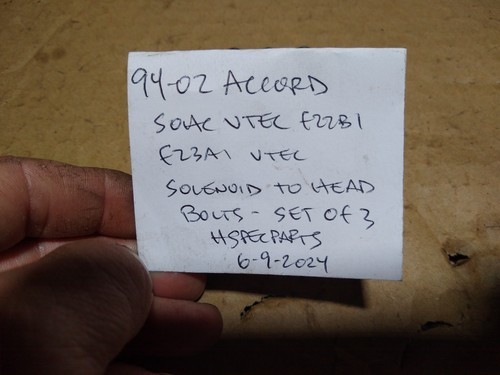 94-02 ACCORD
SOHC VTEC F22B1
F23A1 VTEC
SOLENOID TO HEAD
BOLTS - SET OF 3
HSPECPARTS
6-9-2024